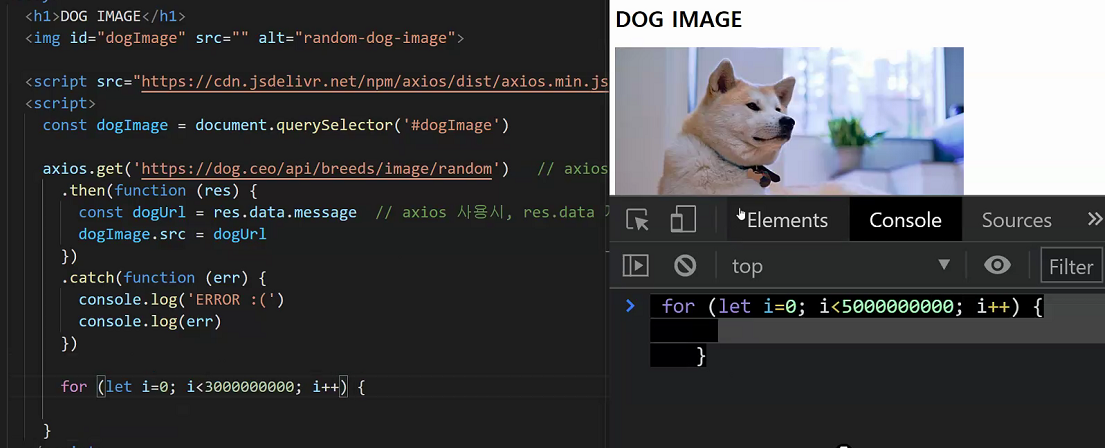 <h1>DOG IMAGE</h1>
<img id="dogImage" src="" alt="random-dog-image">
<script src="https://cdn.jsdelivr.net/npm/axios/dist/axios.min.js
<script>
const dogImage = document.querySelector('#dogImage')
axios.get('https://dog.ceo/api/breeds/image/random')   // axios
.then(function (res) {
const dogUrl = res.data.message  // axios 사용시, res.data
dogImage.src = dogUrl
})
.catch(function (err) {
console.log('ERROR :(')
console.log(err)
})
for (let i=0; i<3000000000; i++) {
}
DOG IMAGE
Elements Console Sources »
top ▼ Filter
> for (let i=0; i<5000000000; i++) {
}